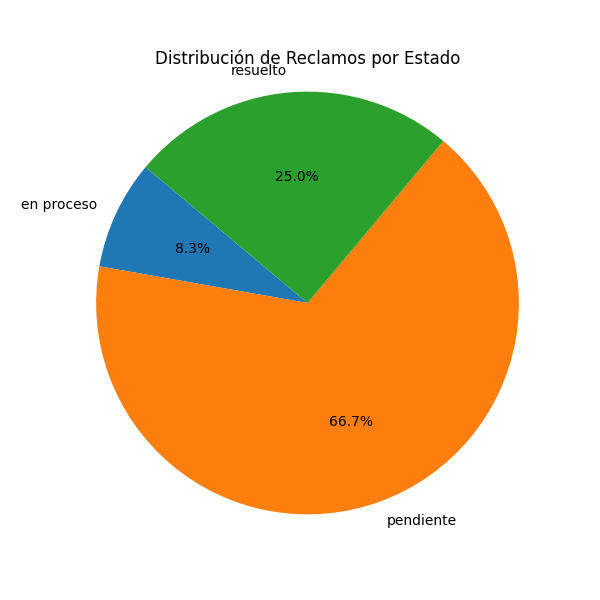 Distribución de Reclamos por Estado
resuelto
25.0%
en proceso
8.3%
66.7%
pendiente